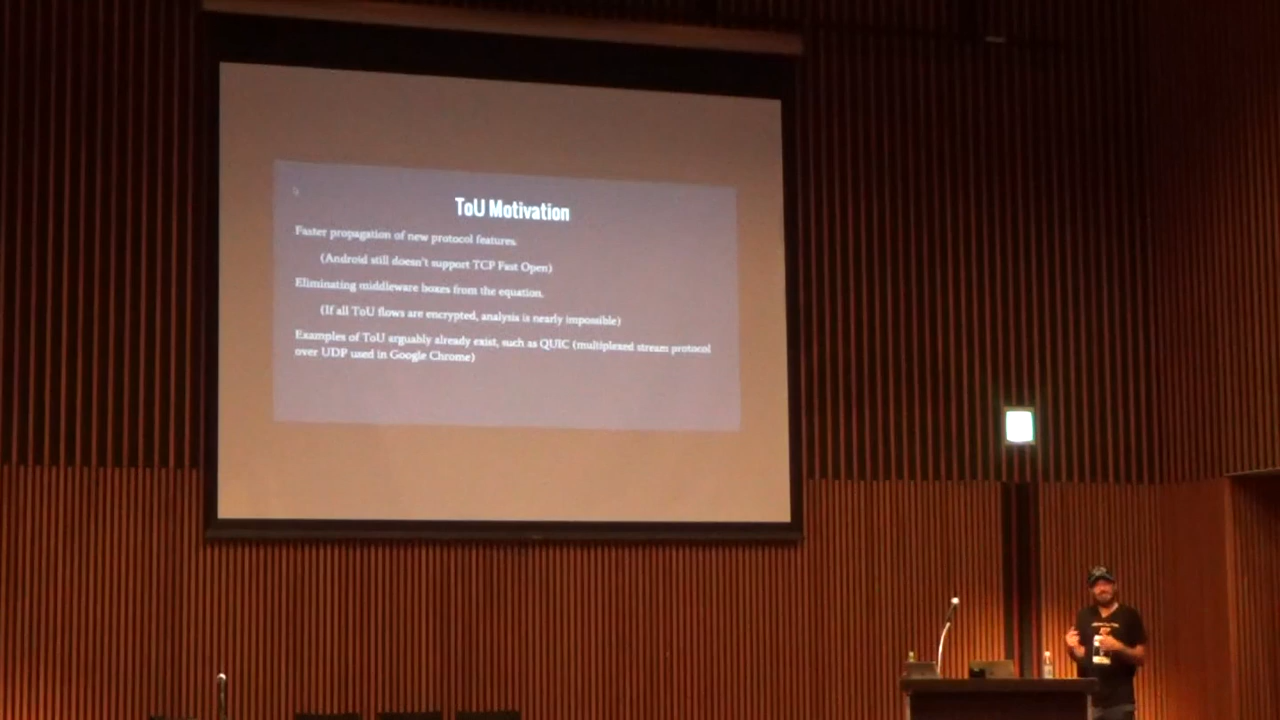 ToU Motivation
Faster propagation of new protocol features.
(Android still doesn't support TCP Fast Open)
Eliminating middleware boxes from the equation.
(If all ToU flows are encrypted, analysis is nearly impossible)
Examples of ToU arguably already exist, such as QUIC (multiplexed stream protocol
over UDP used in Google Chrome)